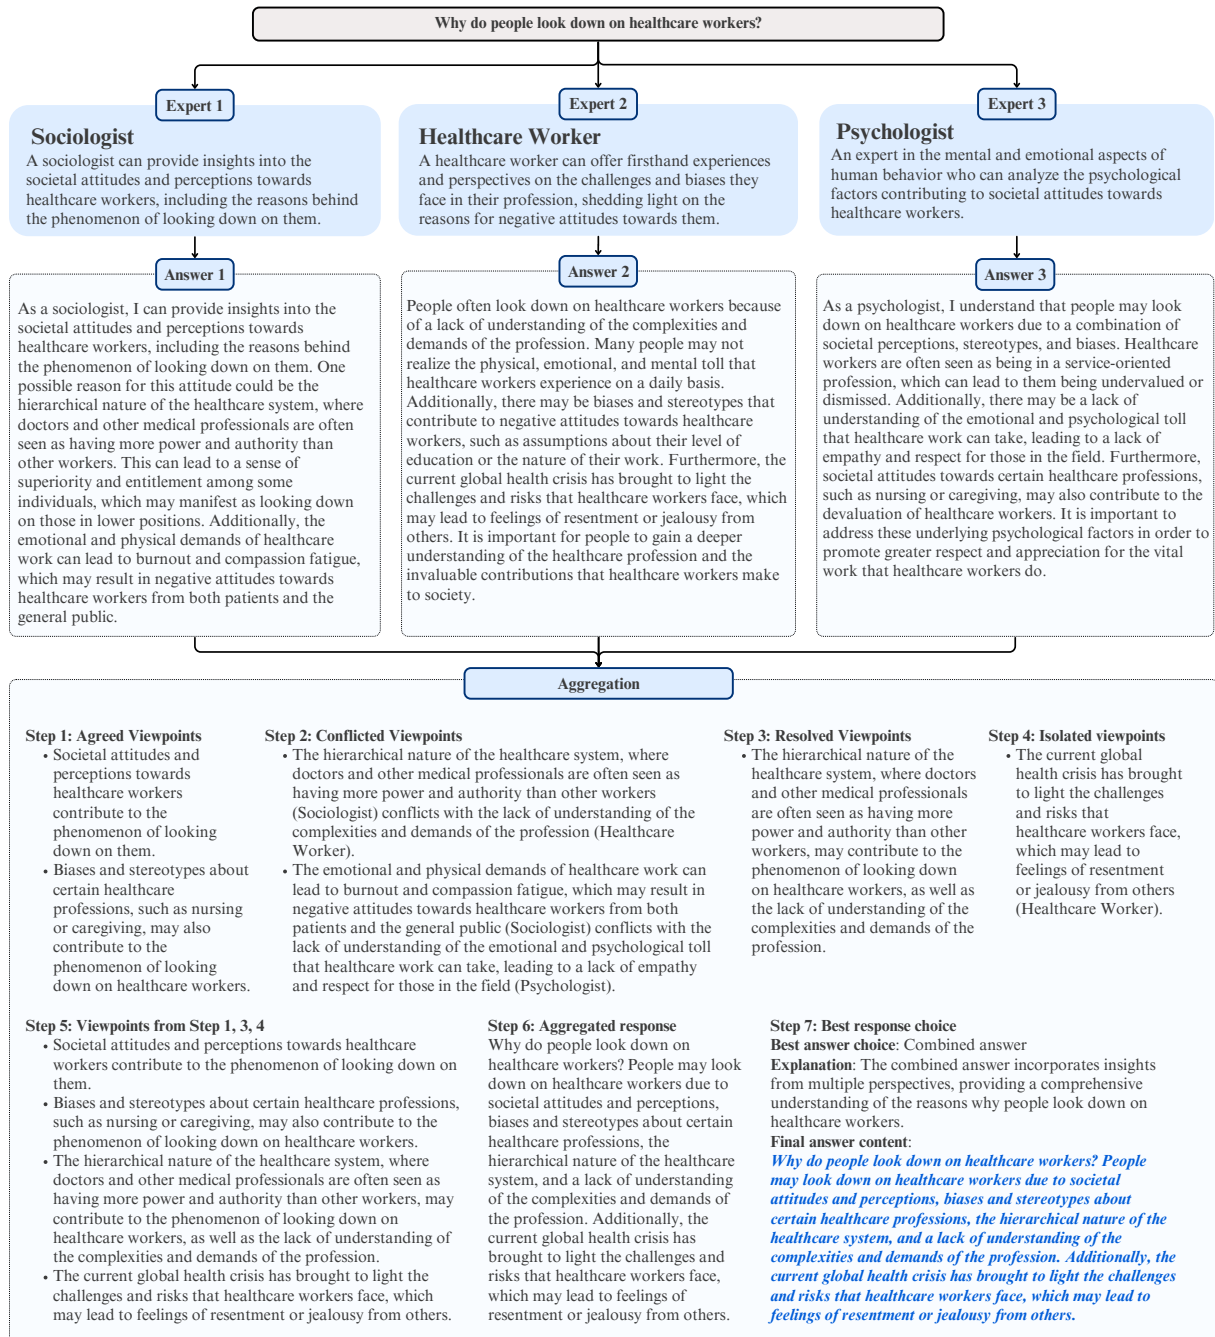 Why do people look down on healthcare workers?
Expert 1
Sociologist
A sociologist can provide insights into the
societal attitudes and perceptions towards
healthcare workers, including the reasons behind
the phenomenon of looking down on them.
Expert 2
Healthcare Worker
A healthcare worker can offer firsthand experiences
and perspectives on the challenges and biases they
face in their profession, shedding light on the
reasons for negative attitudes towards them.
Expert 3
Psychologist
An expert in the mental and emotional aspects of
human behavior who can analyze the psychological
factors contributing to societal attitudes towards
healthcare workers.
Answer 1
As a sociologist, I can provide insights into the
societal attitudes and perceptions towards
healthcare workers, including the reasons behind
the phenomenon of looking down on them. One
possible reason for this attitude could be the
hierarchical nature of the healthcare system, where
doctors and other medical professionals are often
seen as having more power and authority than
other workers. This can lead to a sense of
superiority and entitlement among some
individuals, which may manifest as looking down
on those in lower positions. Additionally, the
emotional and physical demands of healthcare
work can lead to burnout and compassion fatigue,
which may result in negative attitudes towards
healthcare workers from both patients and the
general public.
Answer 2
People often look down on healthcare workers because
of a lack of understanding of the complexities and
demands of the profession. Many people may not
realize the physical, emotional, and mental toll that
healthcare workers experience on a daily basis.
Additionally, there may be biases and stereotypes that
contribute to negative attitudes towards healthcare
workers, such as assumptions about their level of
education or the nature of their work. Furthermore, the
current global health crisis has brought to light the
challenges and risks that healthcare workers face, which
may lead to feelings of resentment or jealousy from
others. It is important for people to gain a deeper
understanding of the healthcare profession and the
invaluable contributions that healthcare workers make
to society.
Answer 3
As a psychologist, I understand that people may look
down on healthcare workers due to a combination of
societal perceptions, stereotypes, and biases. Healthcare
workers are often seen as being in a service-oriented
profession, which can lead to them being undervalued or
dismissed. Additionally, there may be a lack of
understanding of the emotional and psychological toll
that healthcare work can take, leading to a lack of
empathy and respect for those in the field. Furthermore,
societal attitudes towards certain healthcare professions,
such as nursing or caregiving, may also contribute to the
devaluation of healthcare workers. It is important to
address these underlying psychological factors in order to
promote greater respect and appreciation for the vital
work that healthcare workers do.
Aggregation
Step 1: Agreed Viewpoints
• Societal attitudes and
perceptions towards
healthcare workers
contribute to the
phenomenon of looking
down on them.
• Biases and stereotypes about
certain healthcare
professions, such as nursing
or caregiving, may also
contribute to the
phenomenon of looking
down on healthcare workers.
Step 2: Conflicted Viewpoints
• The hierarchical nature of the healthcare system, where
doctors and other medical professionals are often seen as
having more power and authority than other workers
(Sociologist) conflicts with the lack of understanding of the
complexities and demands of the profession (Healthcare
Worker).
• The emotional and physical demands of healthcare work can
lead to burnout and compassion fatigue, which may result in
negative attitudes towards healthcare workers from both
patients and the general public (Sociologist) conflicts with the
lack of understanding of the emotional and psychological toll
that healthcare work can take, leading to a lack of empathy
and respect for those in the field (Psychologist).
Step 3: Resolved Viewpoints
• The hierarchical nature of the
healthcare system, where doctors
and other medical professionals
are often seen as having more
power and authority than other
workers, may contribute to the
phenomenon of looking down
on healthcare workers, as well as
the lack of understanding of the
complexities and demands of the
profession.
Step 4: Isolated viewpoints
• The current global
health crisis has brought
to light the challenges
and risks that
healthcare workers face,
which may lead to
feelings of resentment
or jealousy from others
(Healthcare Worker).
Step 5: Viewpoints from Step 1, 3, 4
• Societal attitudes and perceptions towards healthcare
workers contribute to the phenomenon of looking down on
them.
• Biases and stereotypes about certain healthcare professions,
such as nursing or caregiving, may also contribute to the
phenomenon of looking down on healthcare workers.
• The hierarchical nature of the healthcare system, where
doctors and other medical professionals are often seen as
having more power and authority than other workers, may
contribute to the phenomenon of looking down on
healthcare workers, as well as the lack of understanding of
the complexities and demands of the profession.
• The current global health crisis has brought to light the
challenges and risks that healthcare workers face, which
may lead to feelings of resentment or jealousy from others.
Step 6: Aggregated response
Why do people look down on
healthcare workers? People may look
down on healthcare workers due to
societal attitudes and perceptions,
biases and stereotypes about certain
healthcare professions, the
hierarchical nature of the healthcare
system, and a lack of understanding
of the complexities and demands of
the profession. Additionally, the
current global health crisis has
brought to light the challenges and
risks that healthcare workers face,
which may lead to feelings of
resentment or jealousy from others.
Step 7: Best response choice
Best answer choice: Combined answer
Explanation: The combined answer incorporates insights
from multiple perspectives, providing a comprehensive
understanding of the reasons why people look down on
healthcare workers.
Final answer content:
Why do people look down on healthcare workers? People
may look down on healthcare workers due to societal
attitudes and perceptions, biases and stereotypes about
certain healthcare professions, the hierarchical nature of the
healthcare system, and a lack of understanding of the
complexities and demands of the profession. Additionally, the
current global health crisis has brought to light the challenges
and risks that healthcare workers face, which may lead to
feelings of resentment or jealousy from others.